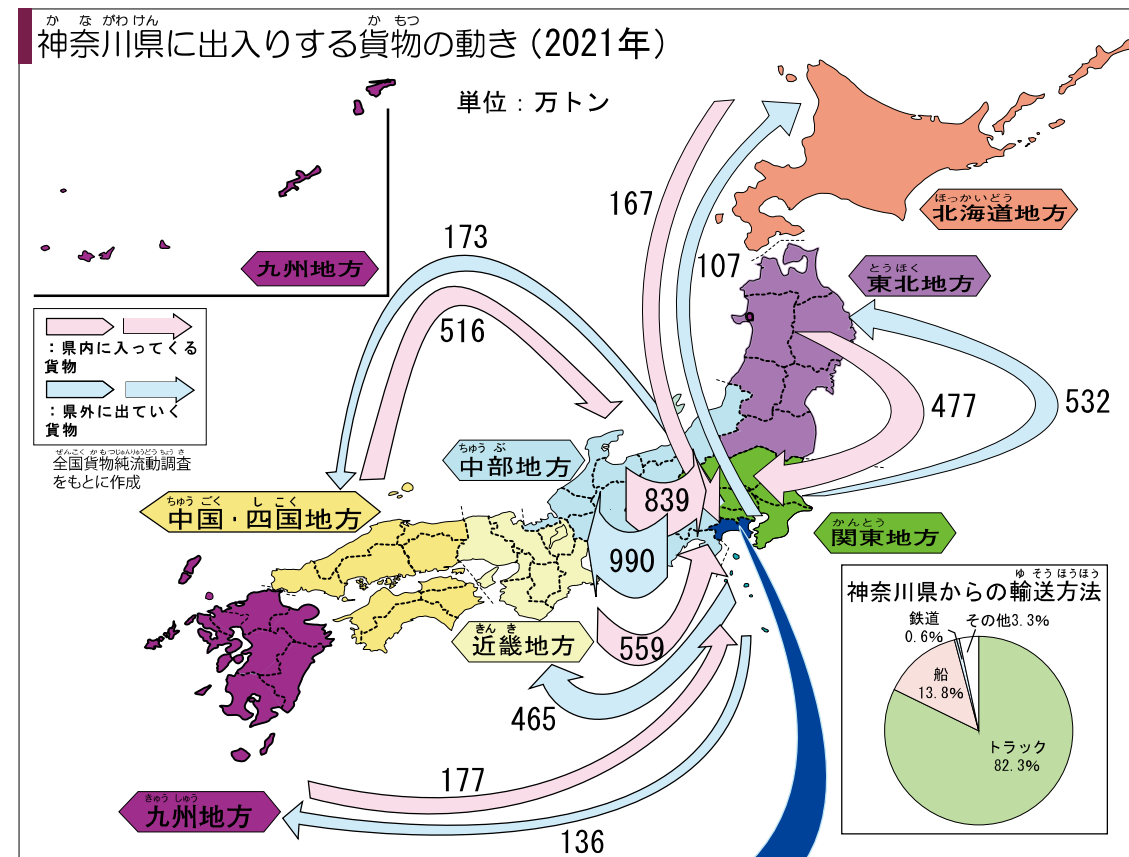 か な がわ けん か もつ
神奈川県に出入りする貨物の動き（2021年）
単位：万トン
167
ほっかいどう
北海道地方
173
107
とうほく
東北地方
九州地方
516
：県内に入ってくる
貨物
：県外に出ていく
貨物
477
532
ぜんこく か もつじゅんりゅうどう ちょう さ
全国貨物純流動調査
をもとに作成
ちゅう ぶ
中部地方
839
ちゅう ごく し こく
中国・四国地方
かんとう
関東地方
990
きん き
近畿地方
559
465
177
きゅう しゅう
九州地方
136
ゆ そう ほうほう
神奈川県からの輸送方法
鉄道
0.6%
その他3.3%
船
13.8%
トラック
82.3%